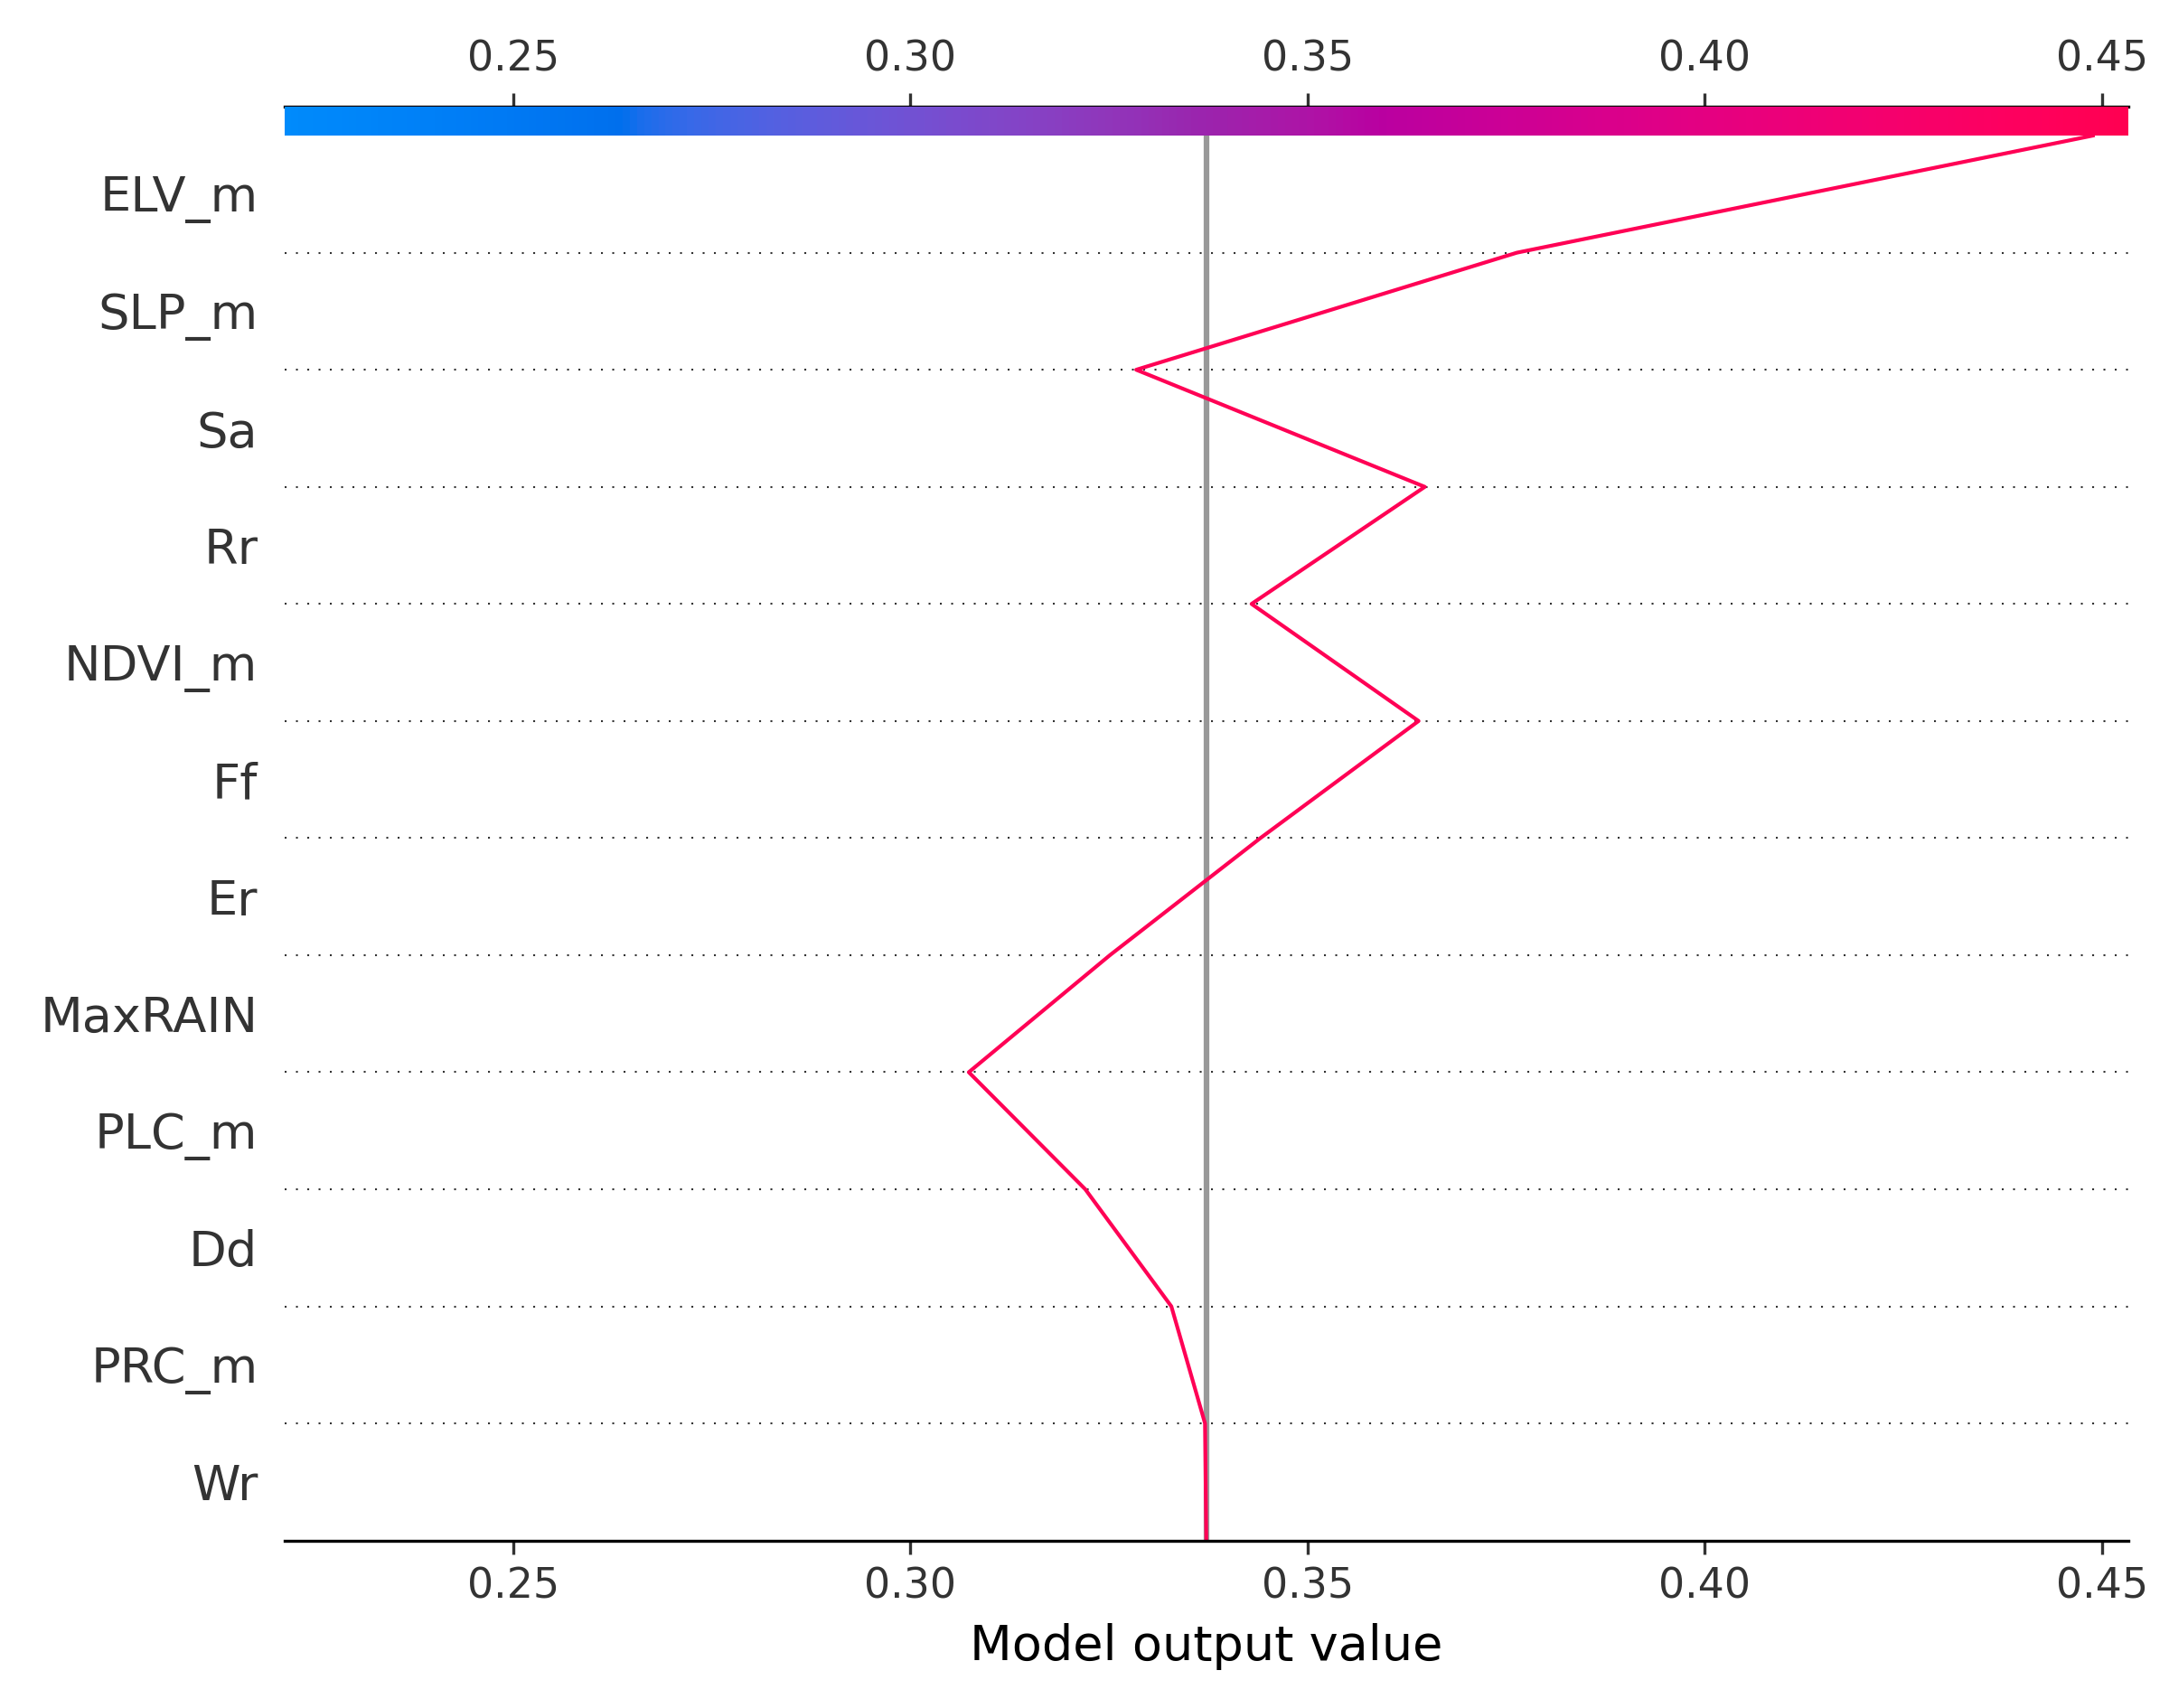 0.25 0.30 0.35 0.40 0.45
ELV_m
SLP_m
Sa
Rr
NDVI_m
Ff
Er
MaxRAIN
PLC_m
Dd
PRC_m
Wr
0.25 0.30 0.35 0.40 0.45
Model output value